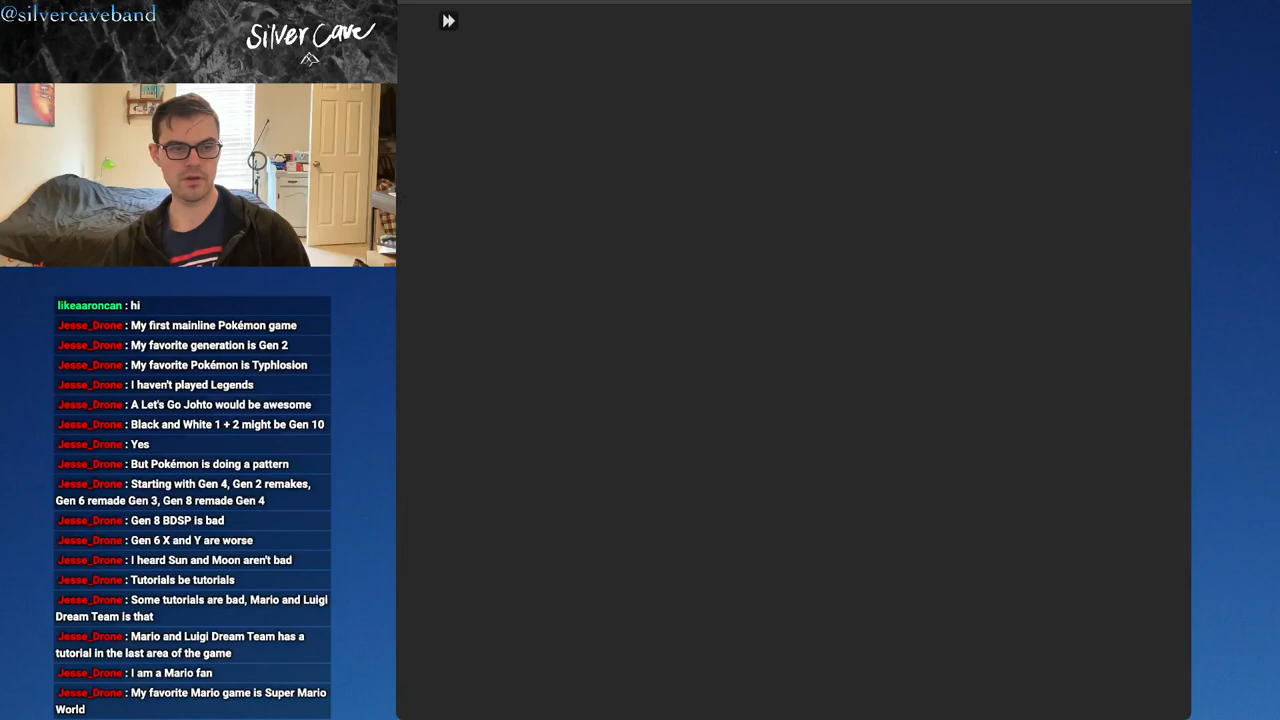 @silvercaveband
Silver Cave
likeaaroncan : hi
Jesse_Drone : My first mainline Pokémon game
Jesse_Drone : My favorite generation is Gen 2
Jesse_Drone : My favorite Pokémon is Typhlosion
Jesse_Drone : I haven't played Legends
Jesse_Drone : A Let's Go Johto would be awesome
Jesse_Drone : Black and White 1 + 2 might be Gen 10
Jesse_Drone : Yes
Jesse_Drone : But Pokémon is doing a pattern
Jesse_Drone : Starting with Gen 4, Gen 2 remakes,
Gen 6 remade Gen 3, Gen 8 remade Gen 4
Jesse_Drone : Gen 8 BDSP is bad
Jesse_Drone : Gen 6 X and Y are worse
Jesse_Drone : I heard Sun and Moon aren't bad
Jesse_Drone : Tutorials be tutorials
Jesse_Drone : Some tutorials are bad, Mario and Luigi
Dream Team is that
Jesse_Drone : Mario and Luigi Dream Team has a
tutorial in the last area of the game
Jesse_Drone : I am a Mario fan
Jesse_Drone : My favorite Mario game is Super Mario
World